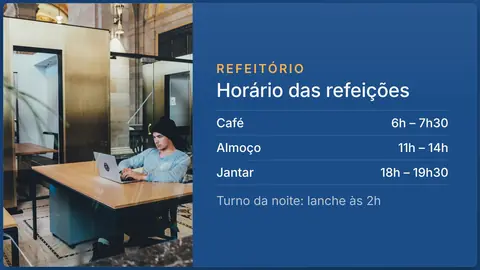 REFEITÓRIO
Horário das refeições
Café 6h – 7h30
Almoço 11h – 14h
Jantar 18h – 19h30
Turno da noite: lanche às 2h